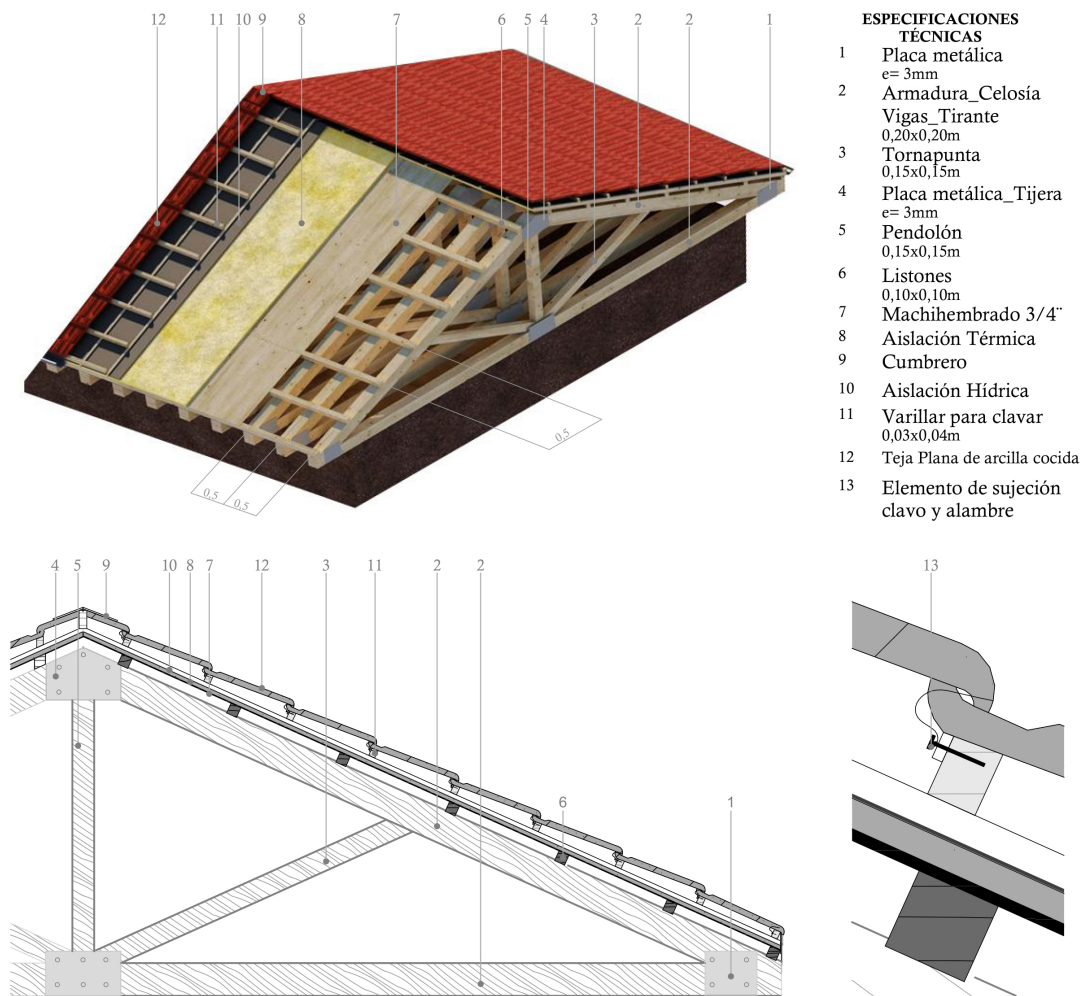 12 11 10 9 8 7 6 5 4 3 2 2 1
0,5
0,5
0,5
ESPECIFICACIONES
TÉCNICAS
1 Placa metálica
e= 3mm
2 Armadura_Celosía
Vigas_Tirante
0,20x0,20m
3 Tornapunta
0,15x0,15m
4 Placa metálica_Tijera
e= 3mm
5 Pendolón
0,15x0,15m
6 Listones
0,10x0,10m
7 Machihembrado 3/4¨
8 Aislación Térmica
9 Cumbrero
10 Aislación Hídrica
11 Varillar para clavar
0,03x0,04m
12 Teja Plana de arcilla cocida
13 Elemento de sujeción
clavo y alambre
4 5 9 10 8 7 12 3 11 2 2
6
1
13